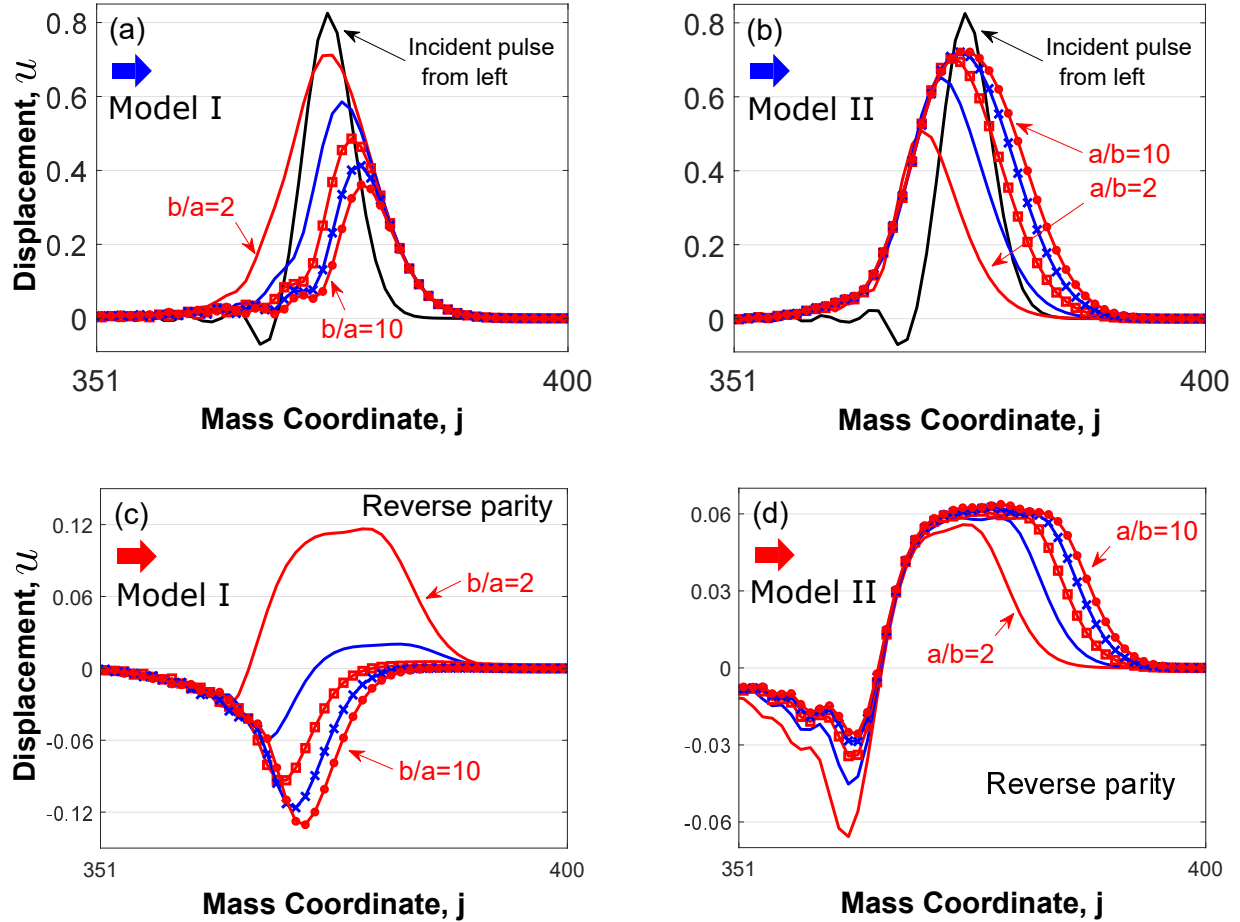 (a)
0.8
0.6
0.4
0.2
0
Displacement, u
Model I
Incident pulse
from left
b/a=2
b/a=10
351
400
Mass Coordinate, j
(b)
0.8
0.6
0.4
0.2
0
Displacement, u
Model II
Incident pulse
from left
a/b=10
a/b=2
351
400
Mass Coordinate, j
(c)
Reverse parity
0.12
0.06
0
-0.06
-0.12
Displacement, u
Model I
b/a=2
b/a=10
351
400
Mass Coordinate, j
(d)
0.06
0.03
0
-0.03
-0.06
Model II
a/b=10
a/b=2
Reverse parity
351
400
Mass Coordinate, j